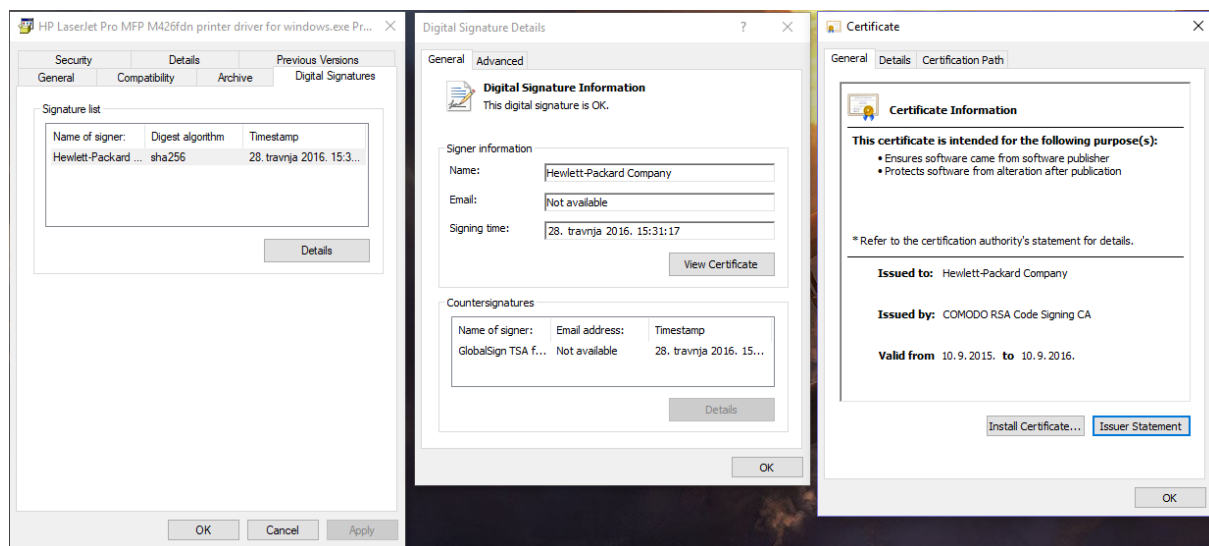 HP LaserJet Pro MFP M426fdn printer driver for windows.exe Pr...
Security Details Previous Versions
General Compatibility Archive Digital Signatures
Signature list
Name of signer: Digest algorithm Timestamp
Hewlett-Packard ... sha256 28. travnja 2016. 15:3...
Details
OK Cancel Apply
Digital Signature Details ?
General Advanced
Digital Signature Information
This digital signature is OK.
Signer information
Name: Hewlett-Packard Company
Email: Not available
Signing time: 28. travnja 2016. 15:31:17
View Certificate
Countersignatures
Name of signer: Email address: Timestamp
GlobalSign TSA f... Not available 28. travnja 2016. 15...
Details
OK
Certificate
General Details Certification Path
Certificate Information
This certificate is intended for the following purpose(s):
• Ensures software came from software publisher
• Protects software from alteration after publication
* Refer to the certification authority's statement for details.
Issued to: Hewlett-Packard Company
Issued by: COMODO RSA Code Signing CA
Valid from 10.9.2015. to 10.9.2016.
Install Certificate... Issuer Statement
OK